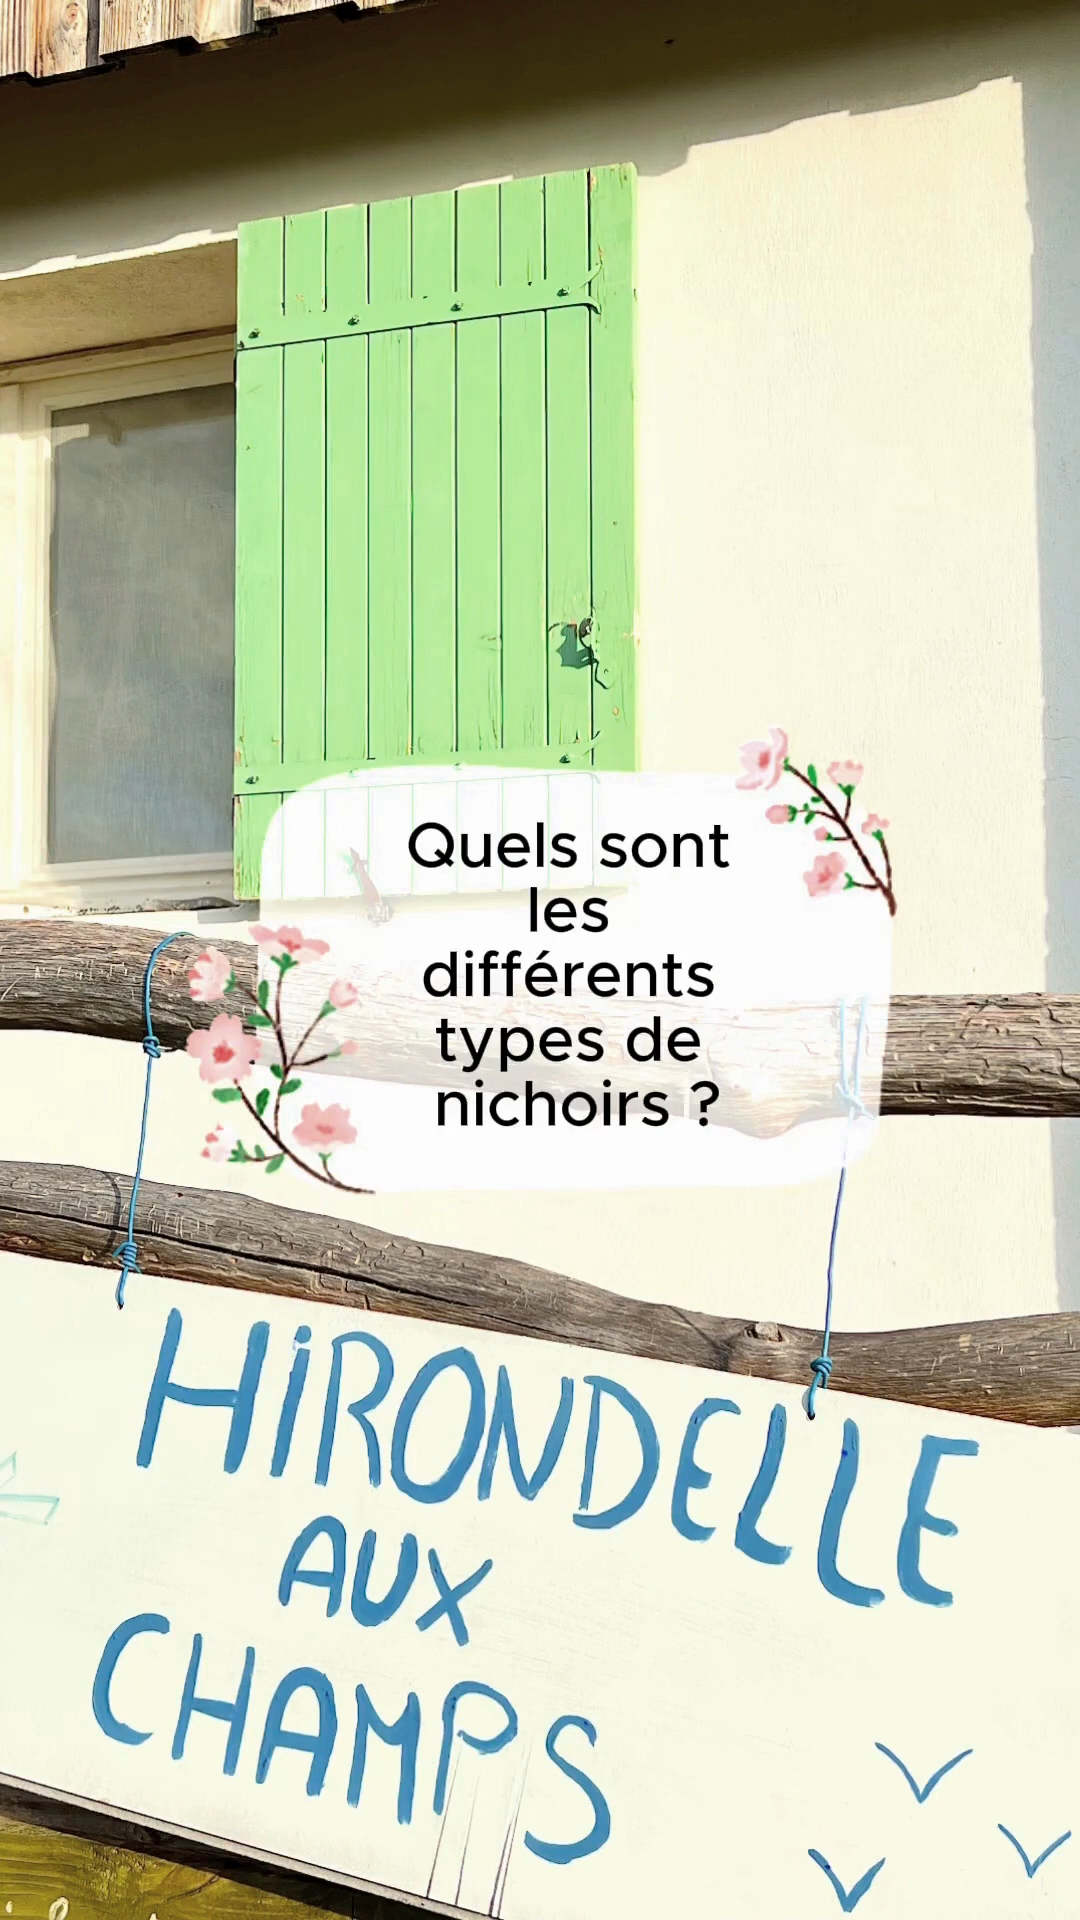 Quels sont
les
différents
types de
nichoirs ?
HiRONDELLE
AUX
CHAMPS